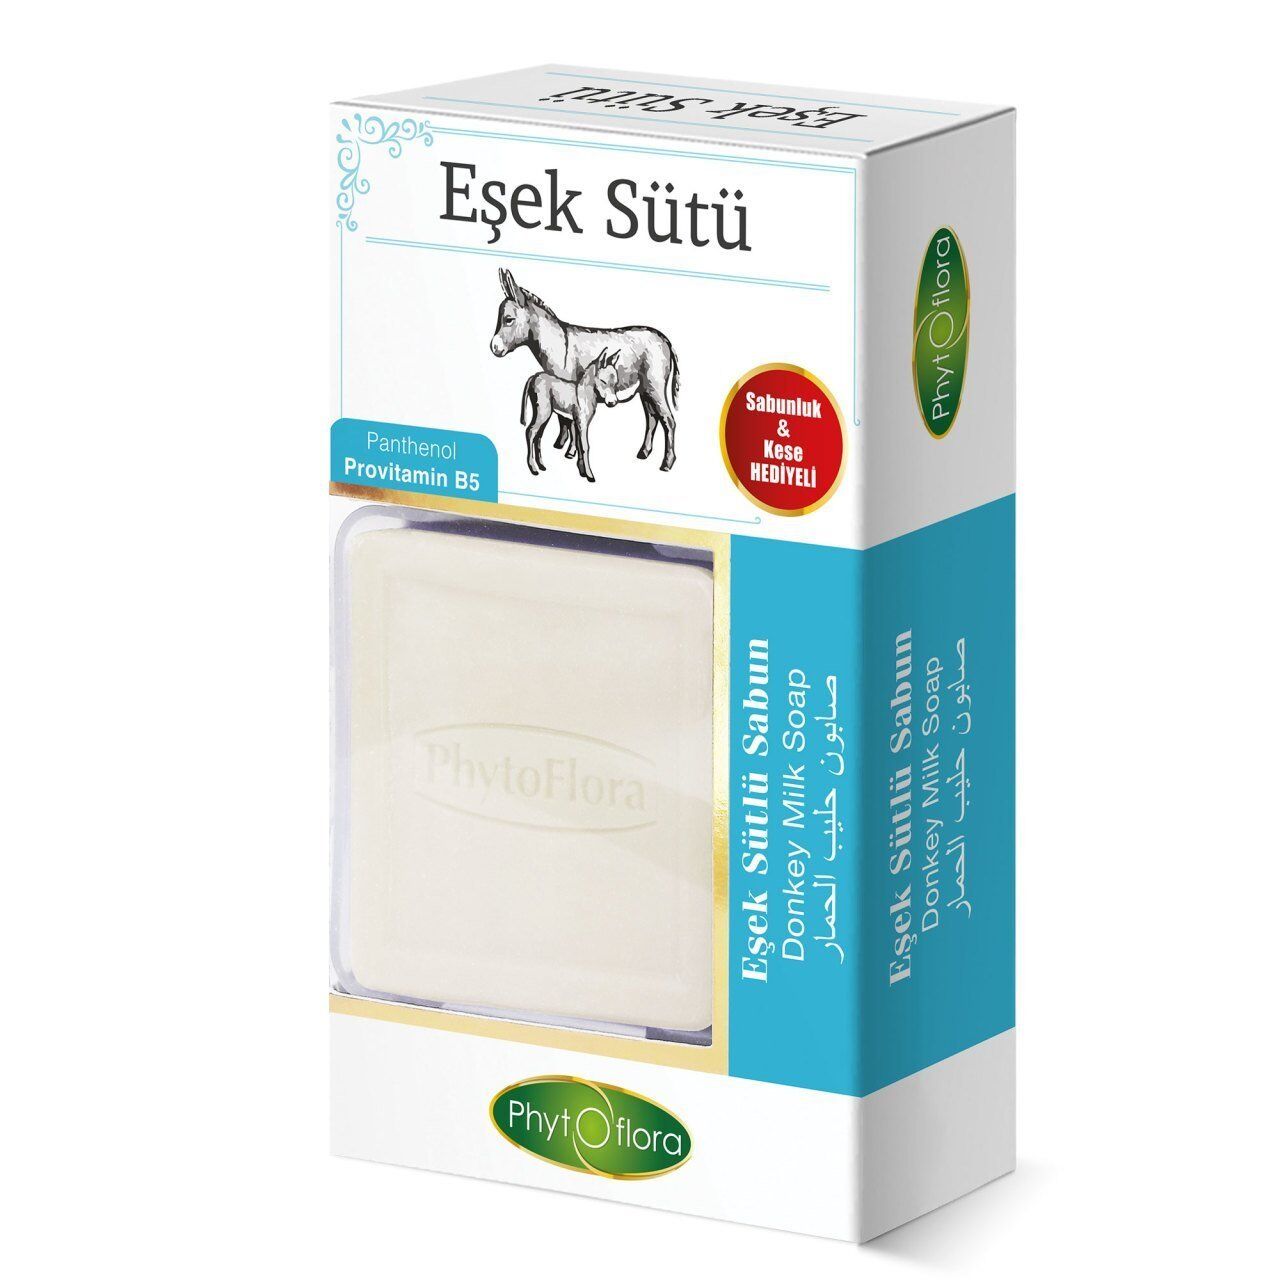 Eşek Sütü
Eşek Sütü
Panthenol
Provitamin B5
Sabunluk
&
Kese
HEDİYELİ
PhytoFlora
Eşek Sütlü Sabun
Donkey Milk Soap
صابون حليب الحمار
Phytoflora
Phytoflora
Eşek Sütlü Sabun
Donkey Milk Soap
صابون حليب الحمار